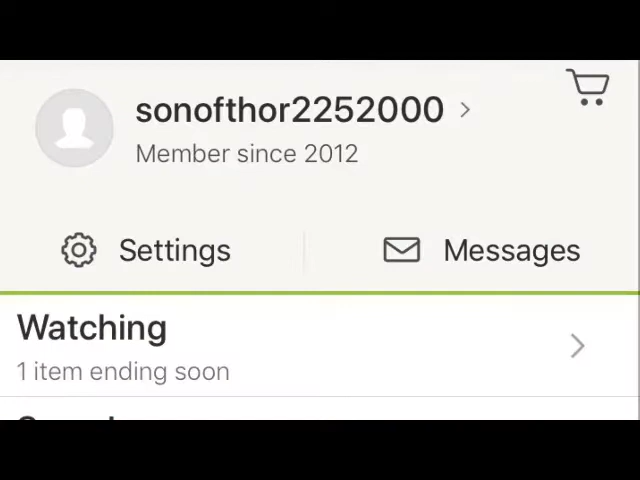 sonofthor2252000
Member since 2012
Settings
Messages
Watching
1 item ending soon